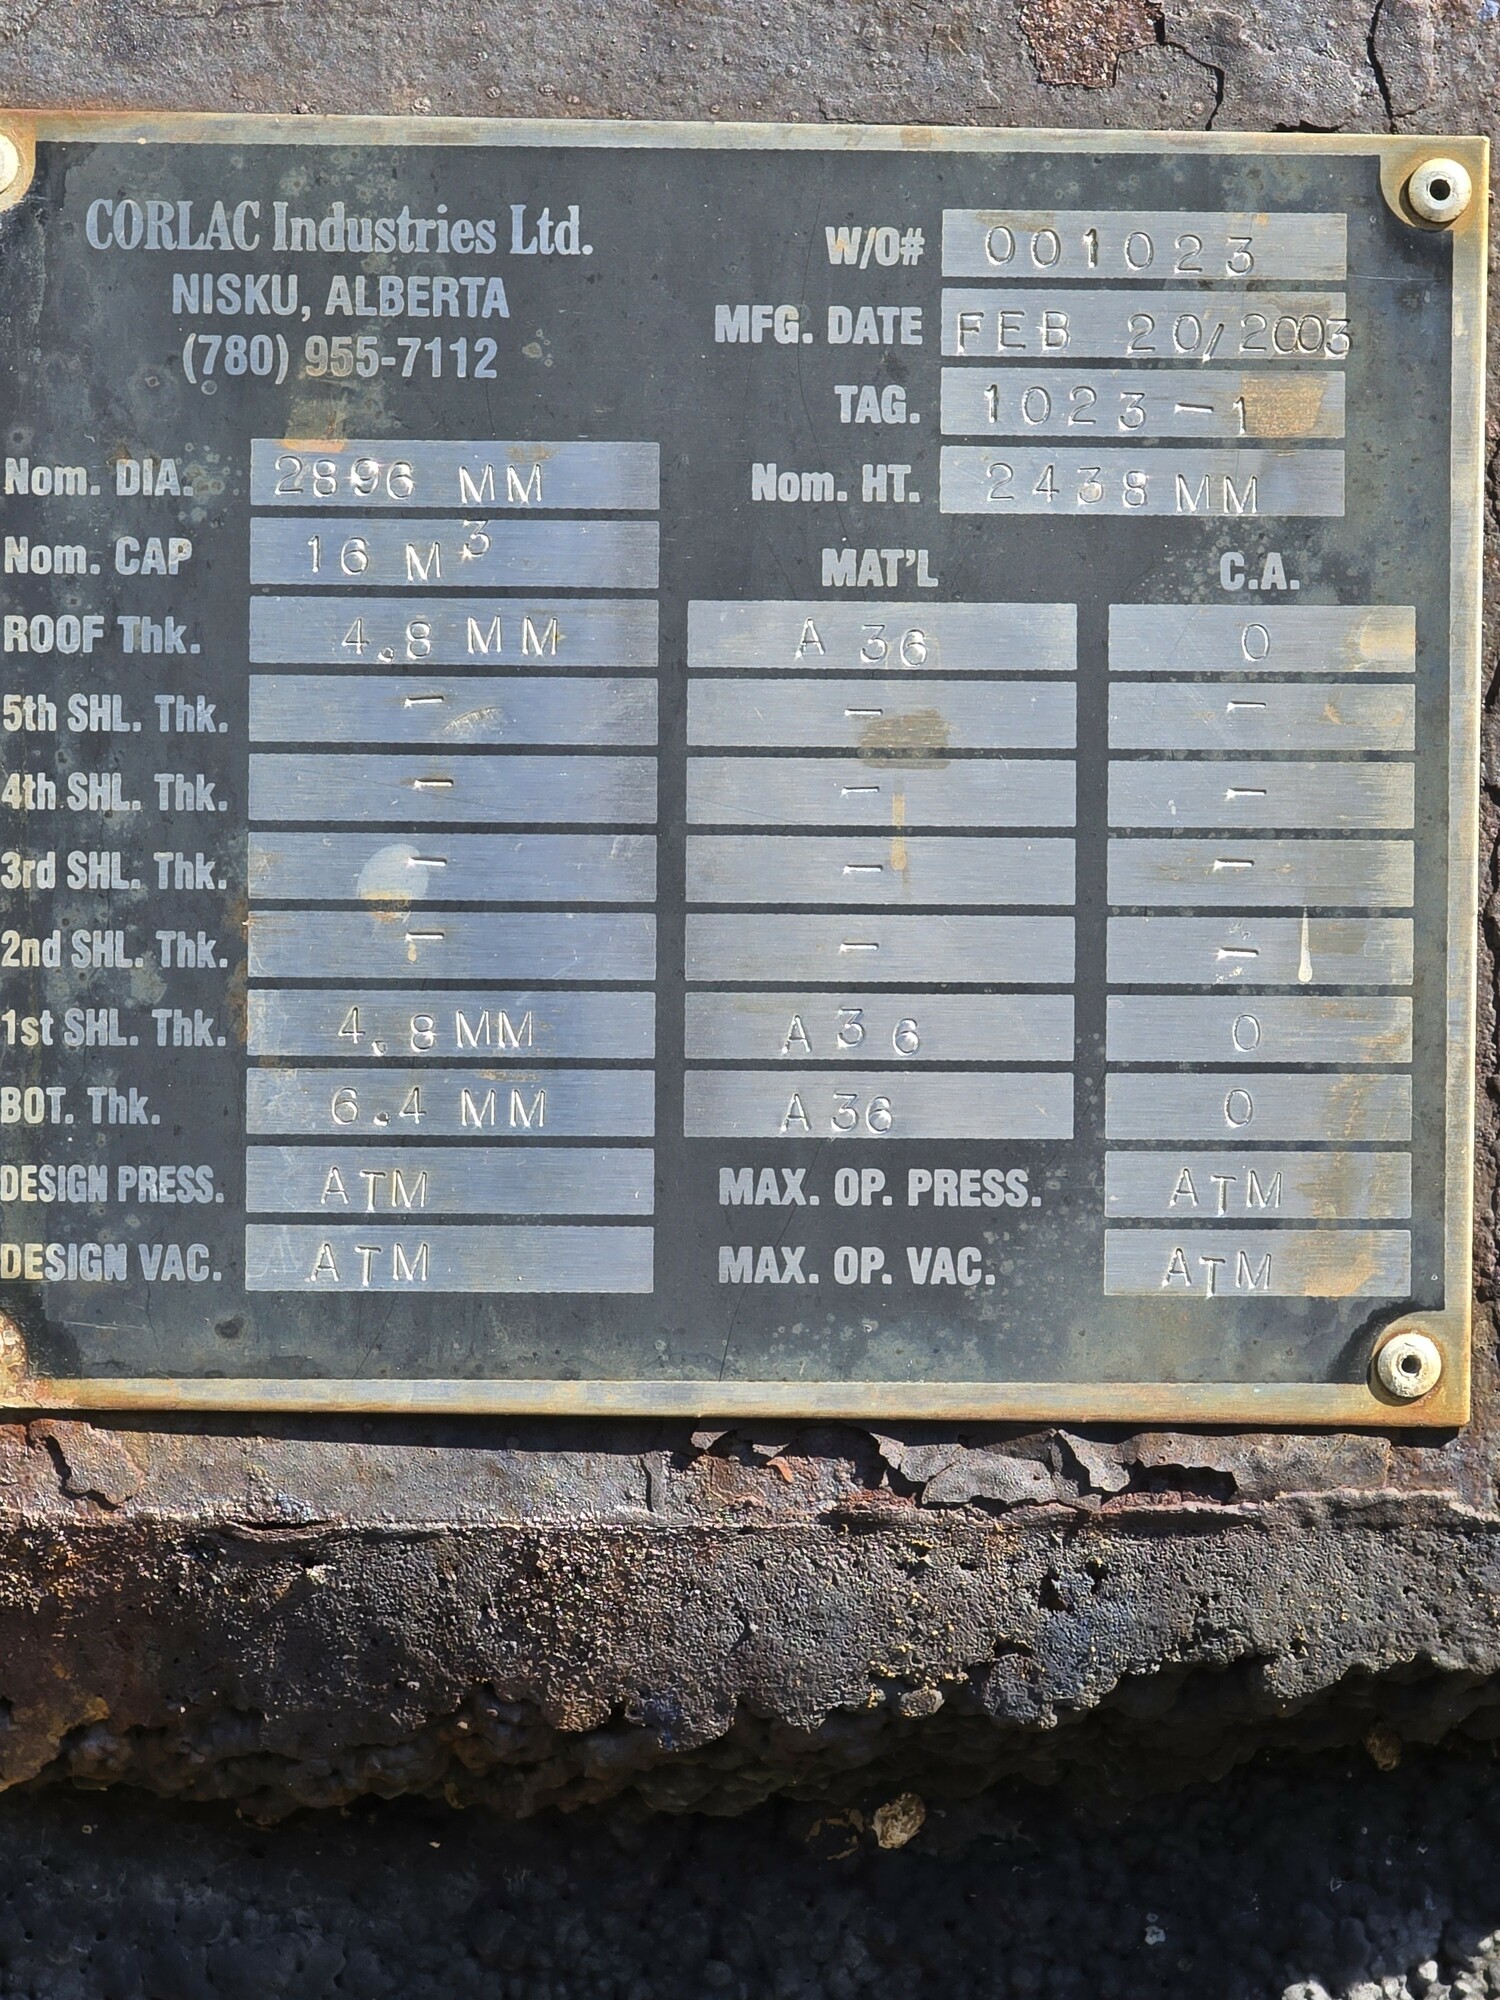 CORLAC Industries Ltd.
NISKU, ALBERTA
(780) 955-7112
W/O# 001023
MFG. DATE FEB 20/2003
TAG. 1023-1
Nom. DIA. 2896 MM Nom. HT. 2438 MM
Nom. CAP 16 M³ MAT'L C.A.
ROOF Thk. 4.8 MM A 36 0
5th SHL. Thk. - - -
4th SHL. Thk. - - -
3rd SHL. Thk. - - -
2nd SHL. Thk. - - -
1st SHL. Thk. 4.8 MM A 36 0
BOT. Thk. 6.4 MM A 36 0
DESIGN PRESS. ATM MAX. OP. PRESS. ATM
DESIGN VAC. ATM MAX. OP. VAC. ATM